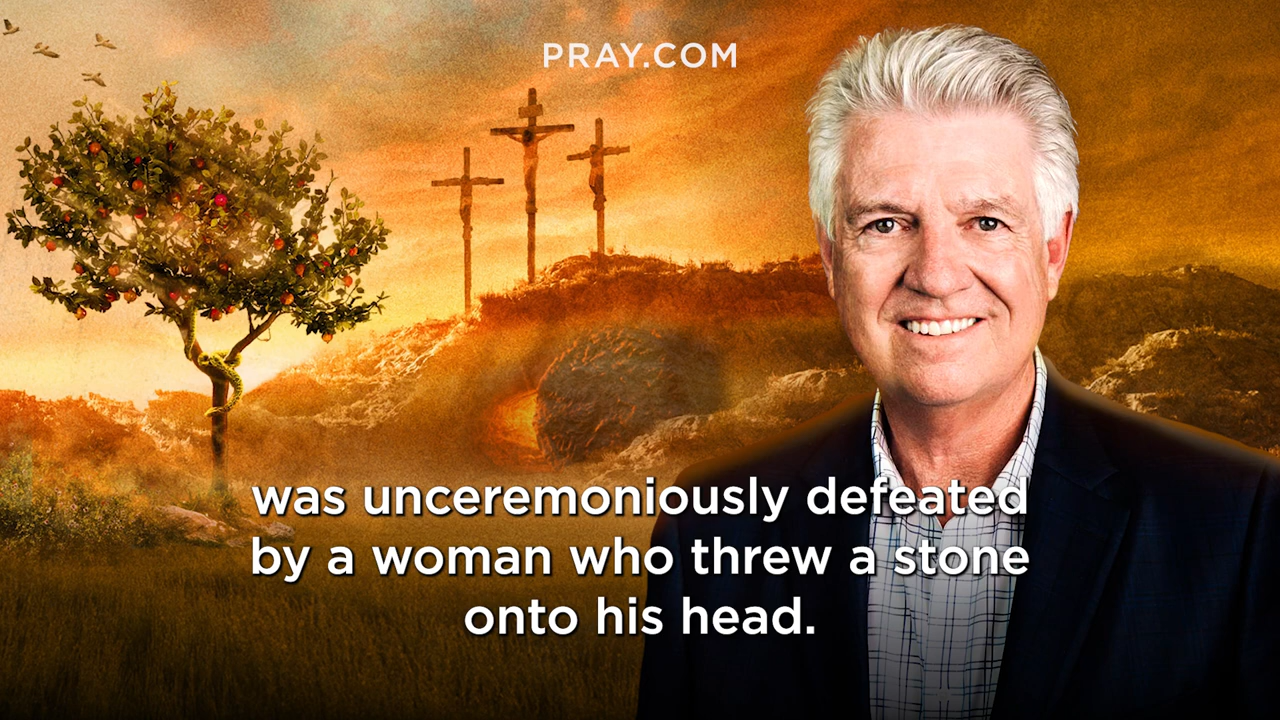 PRAY.COM
was unceremoniously defeated
by a woman who threw a stone
onto his head.